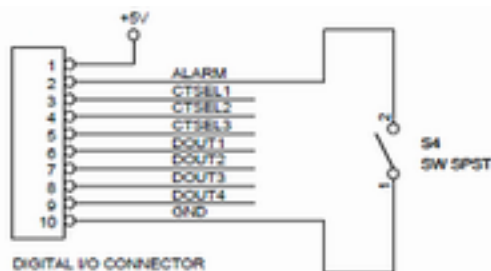 +5V
1
2 ALARM
3 CTSEL1
4 CTSEL2
5 CTSEL3
6 DOUT1
7 DOUT2
8 DOUT3
9 DOUT4
10 GND
2
S4
SW SPST
1
DIGITAL I/O CONNECTOR